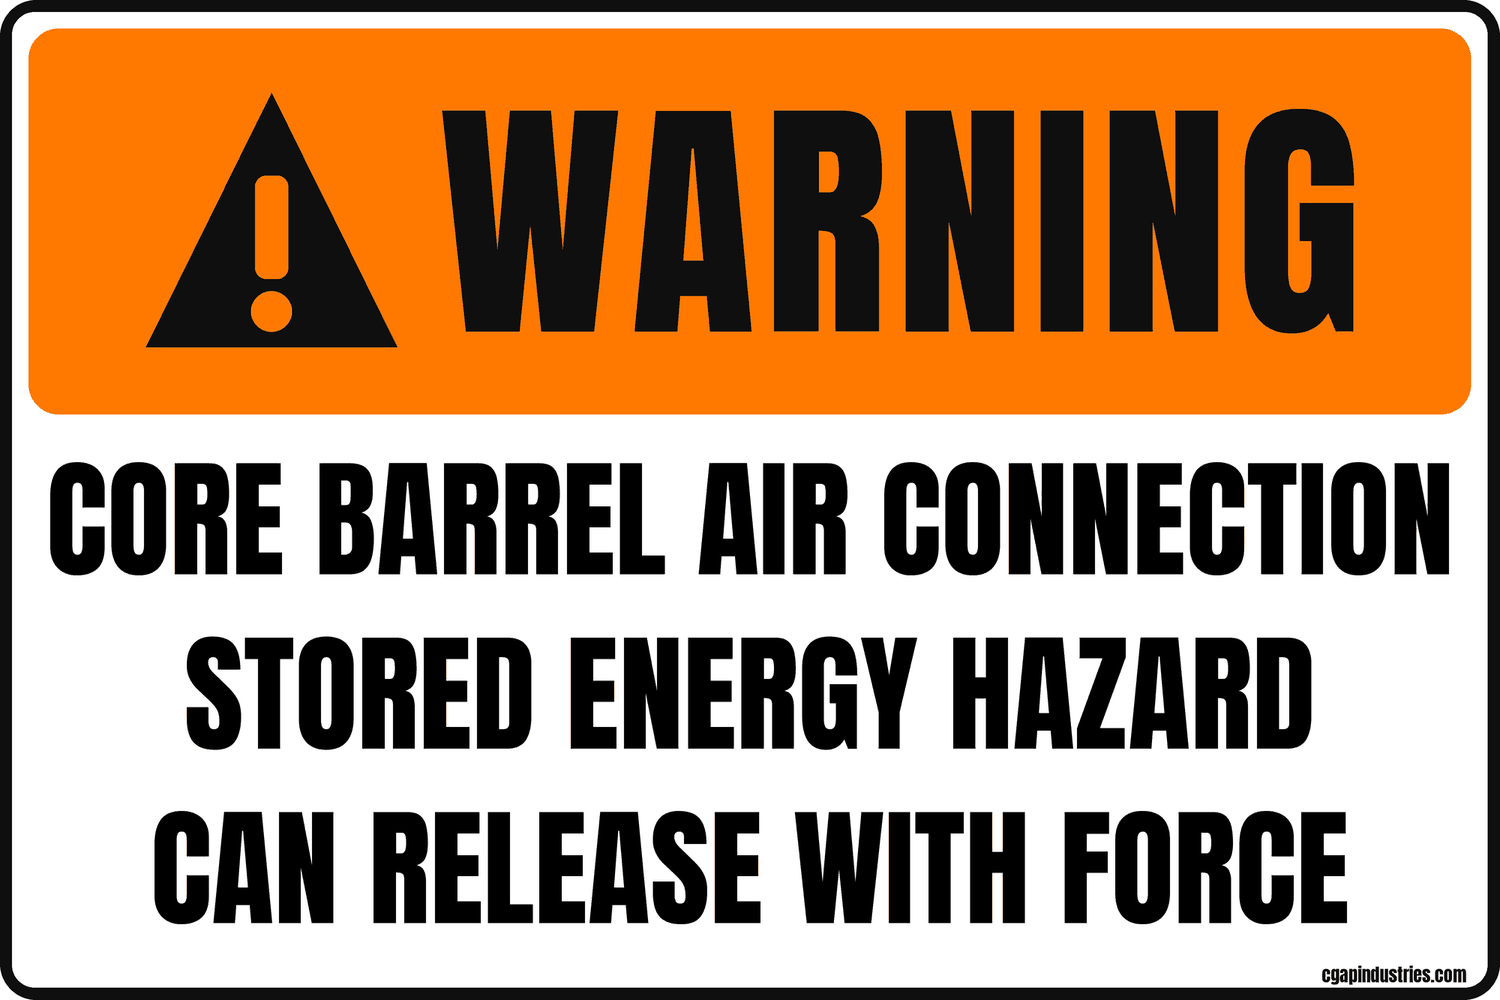 WARNING
CORE BARREL AIR CONNECTION
STORED ENERGY HAZARD
CAN RELEASE WITH FORCE
cgapindustries.com